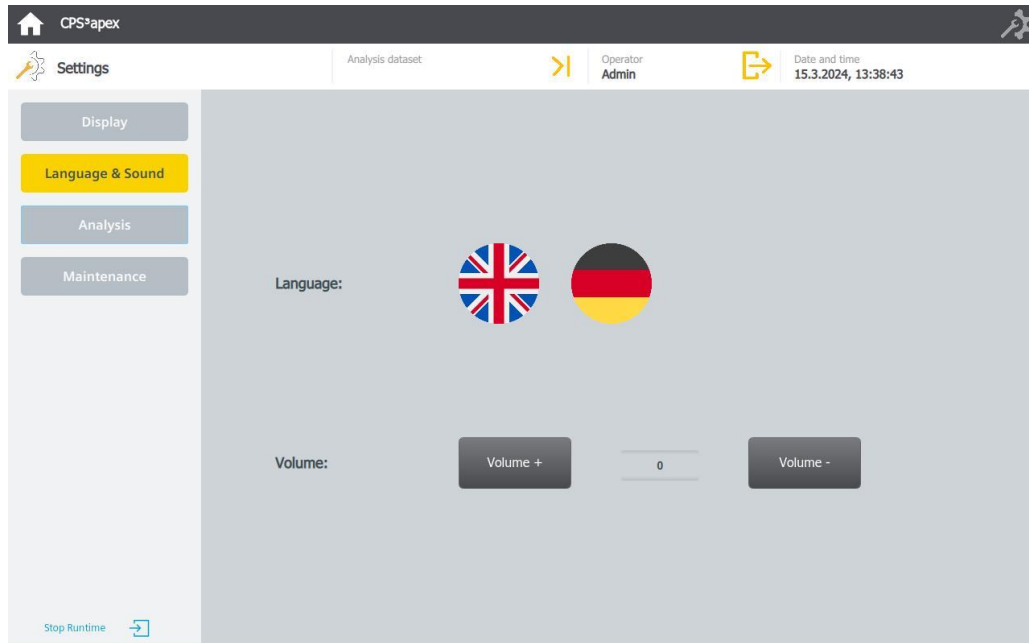 CPS³apex
Settings
Analysis dataset
Operator
Admin
Date and time
15.3.2024, 13:38:43
Display
Language & Sound
Analysis
Maintenance
Language:
Volume:
Volume +
0
Volume -
Stop Runtime